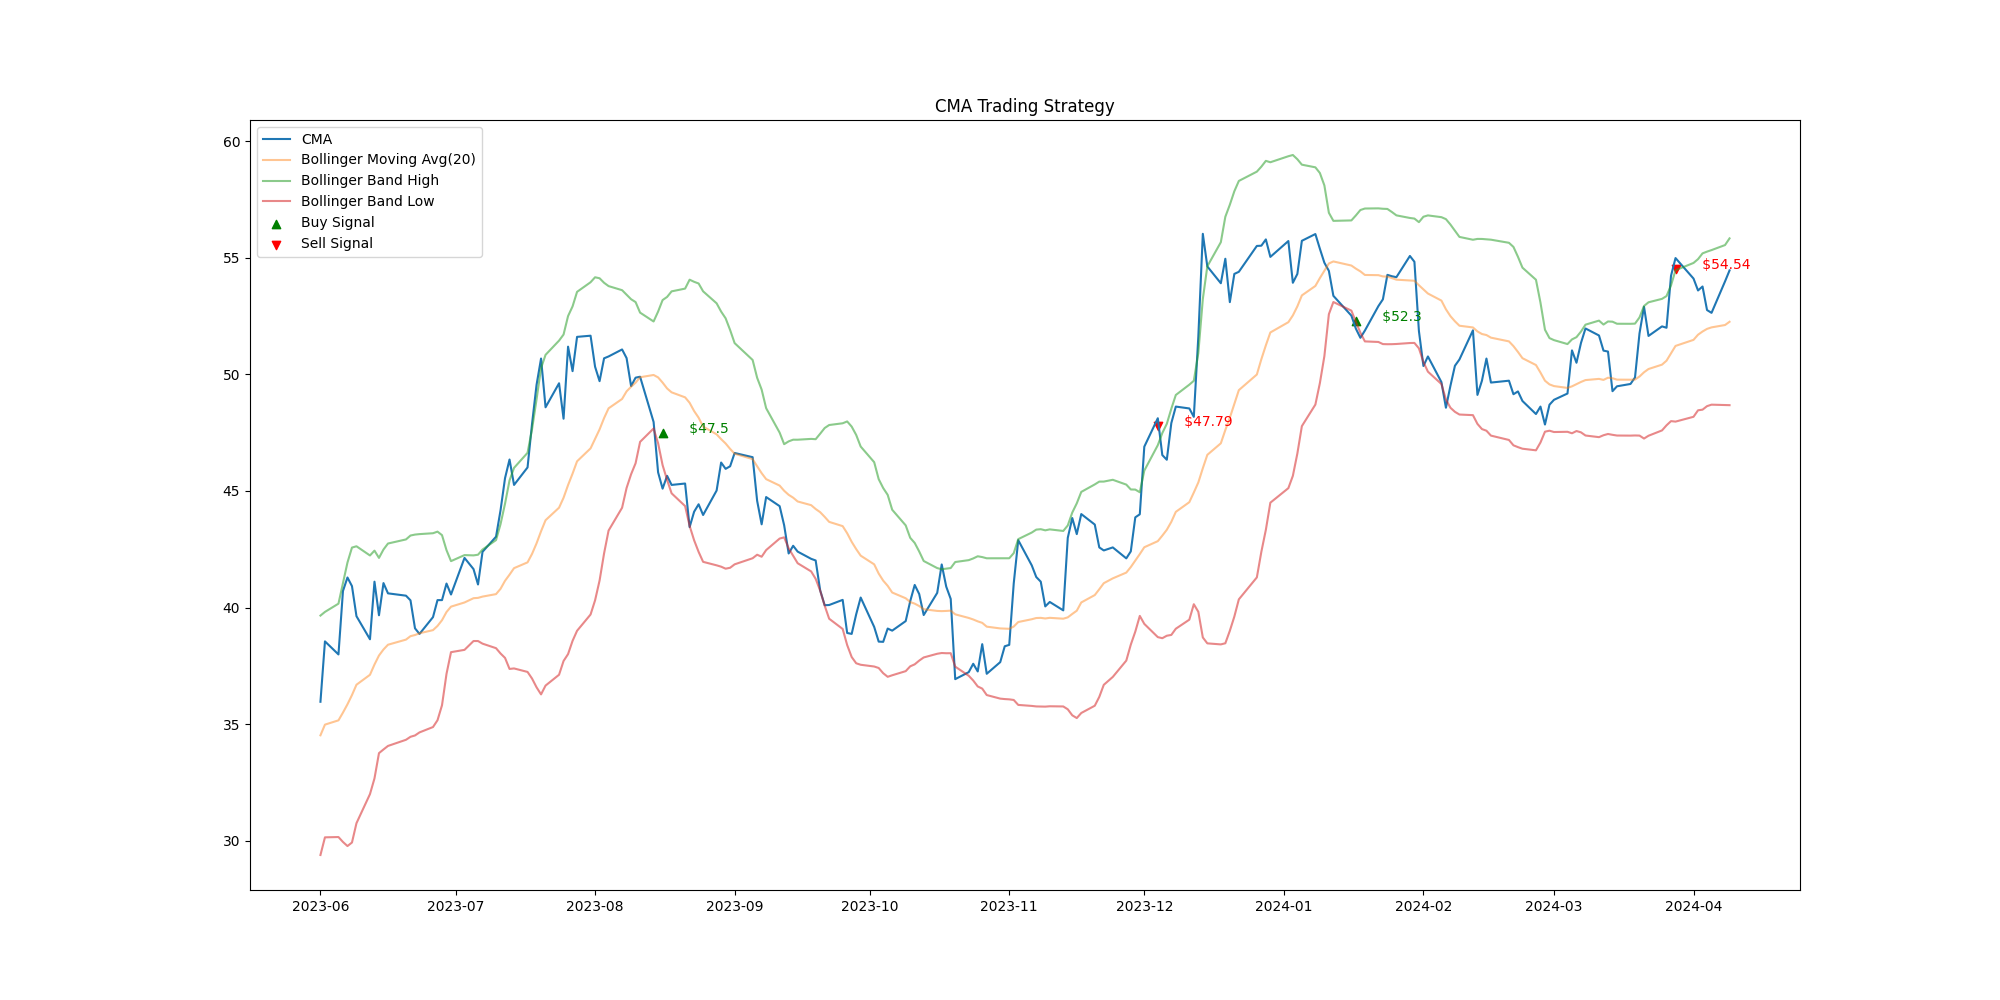 CMA Trading Strategy
CMA
Bollinger Moving Avg(20)
Bollinger Band High
Bollinger Band Low
Buy Signal
Sell Signal
60
55
50
45
40
35
30
$47.5
$47.79
$52.3
$54.54
2023-06 2023-07 2023-08 2023-09 2023-10 2023-11 2023-12 2024-01 2024-02 2024-03 2024-04